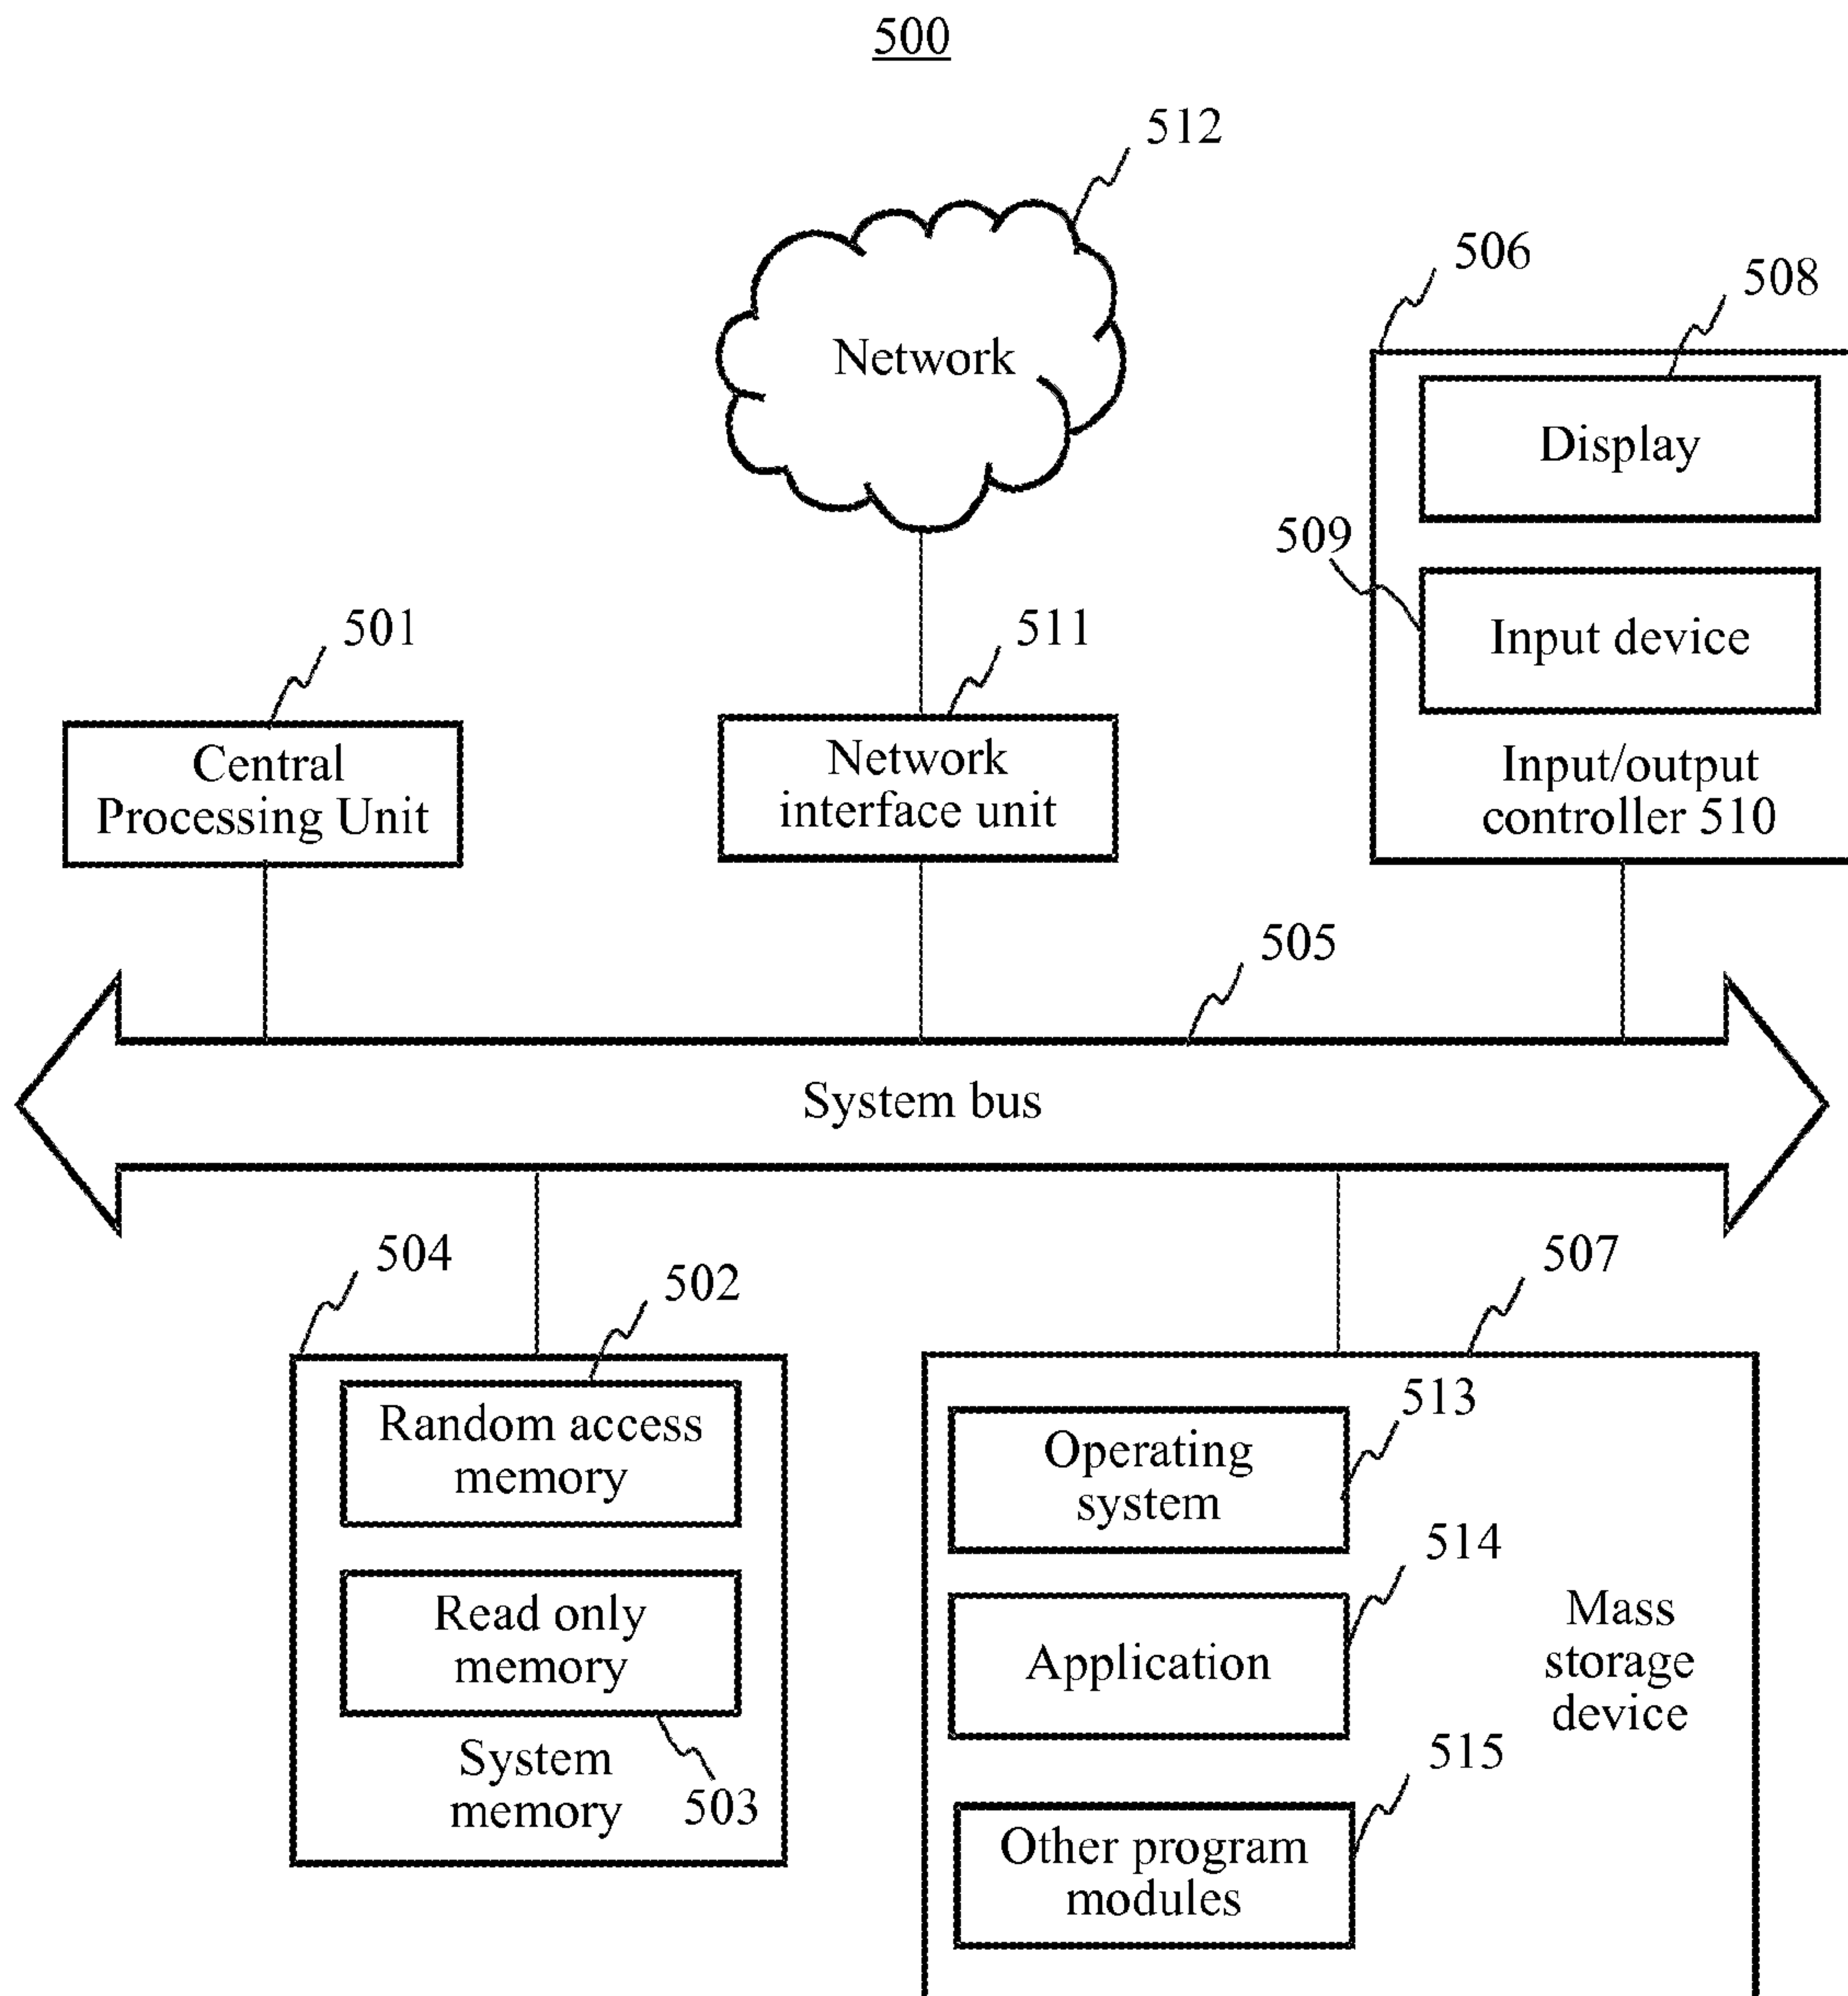 500
512
506
508
Network
Display
509
Input device
501
511
Central
Processing Unit
Network
interface unit
Input/output
controller 510
505
System bus
504
502
507
Random access
memory
513
Operating
system
514
Read only
memory
Application
Mass
storage
device
System
memory
503
515
Other program
modules